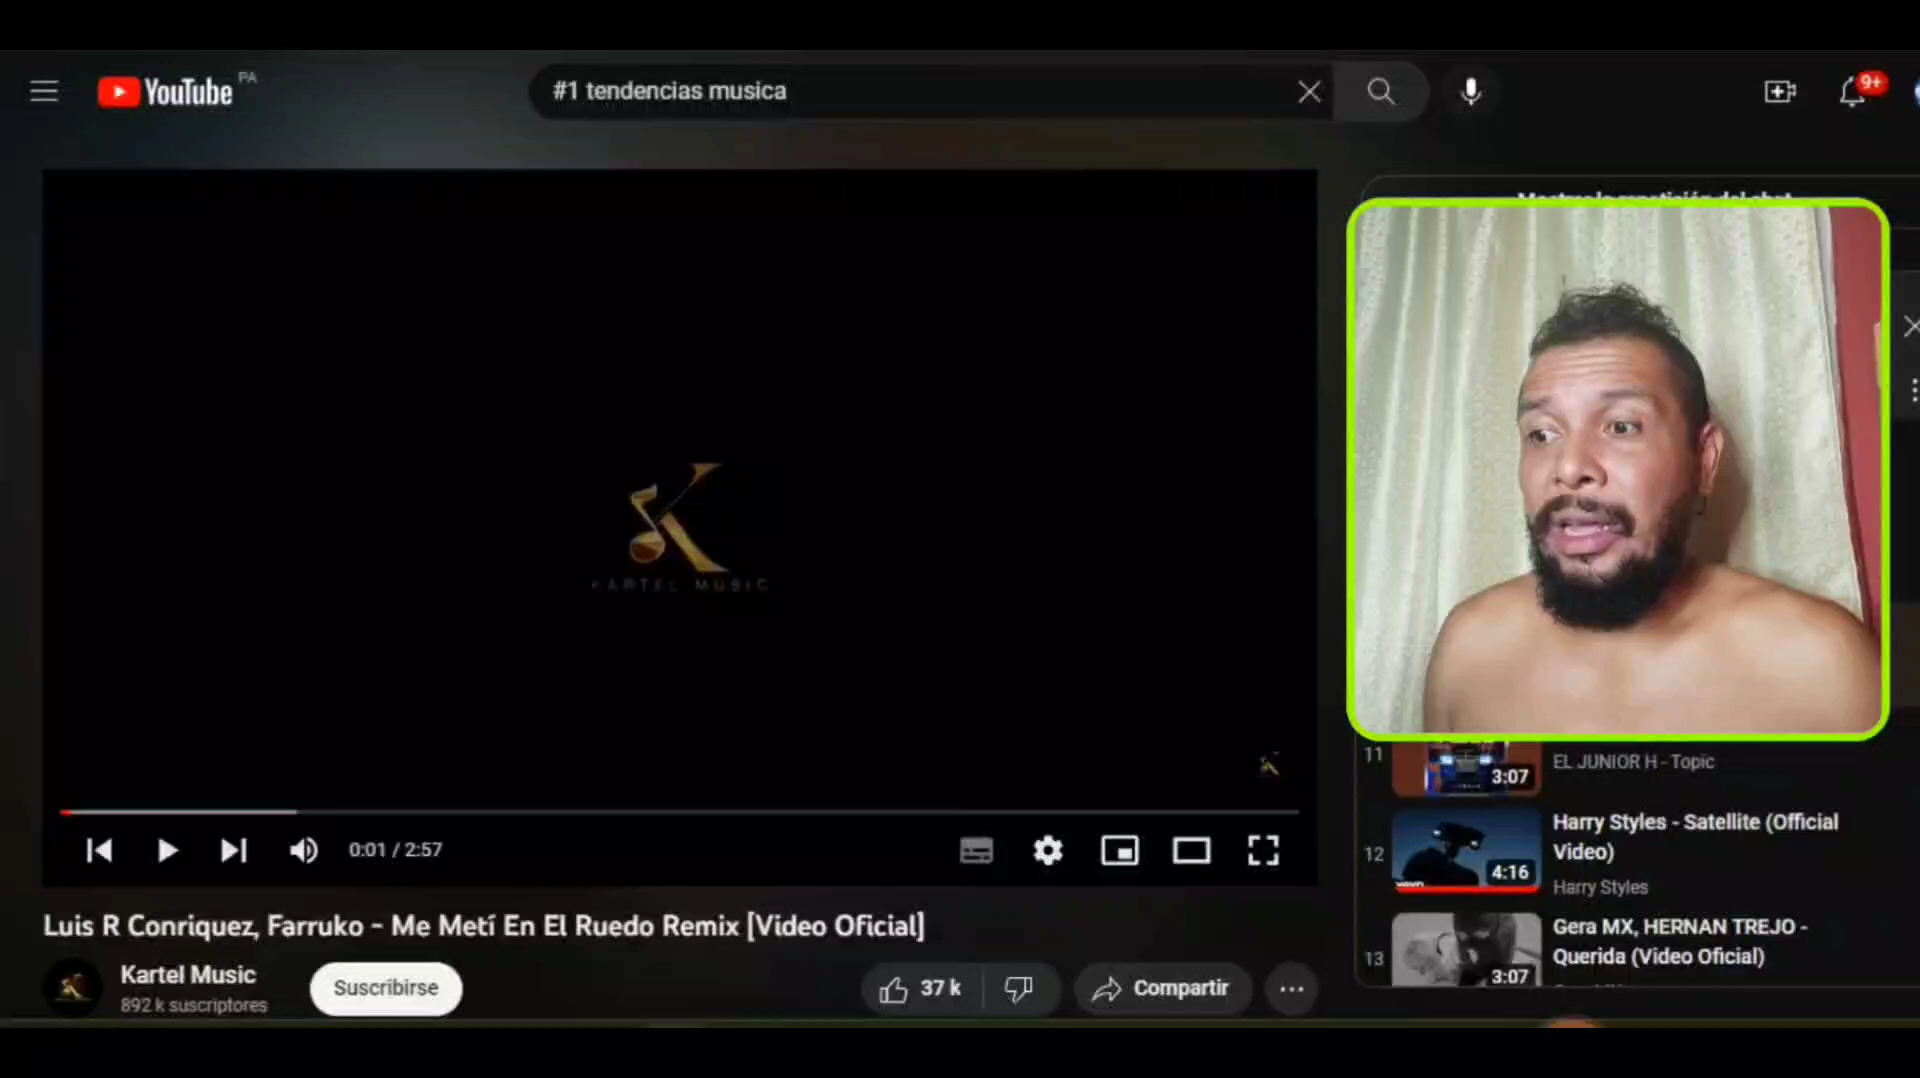 YouTube PA
#1 tendencias musica
9+
KARTEL MUSIC
0:01 / 2:57
Luis R Conriquez, Farruko - Me Metí En El Ruedo Remix [Video Oficial]
Kartel Music
892 k suscriptores
Suscribirse
37 k
Compartir
11
3:07
EL JUNIOR H - Topic
12
4:16
Harry Styles - Satellite (Official
Video)
Harry Styles
13
3:07
Gera MX, HERNAN TREJO -
Querida (Video Oficial)